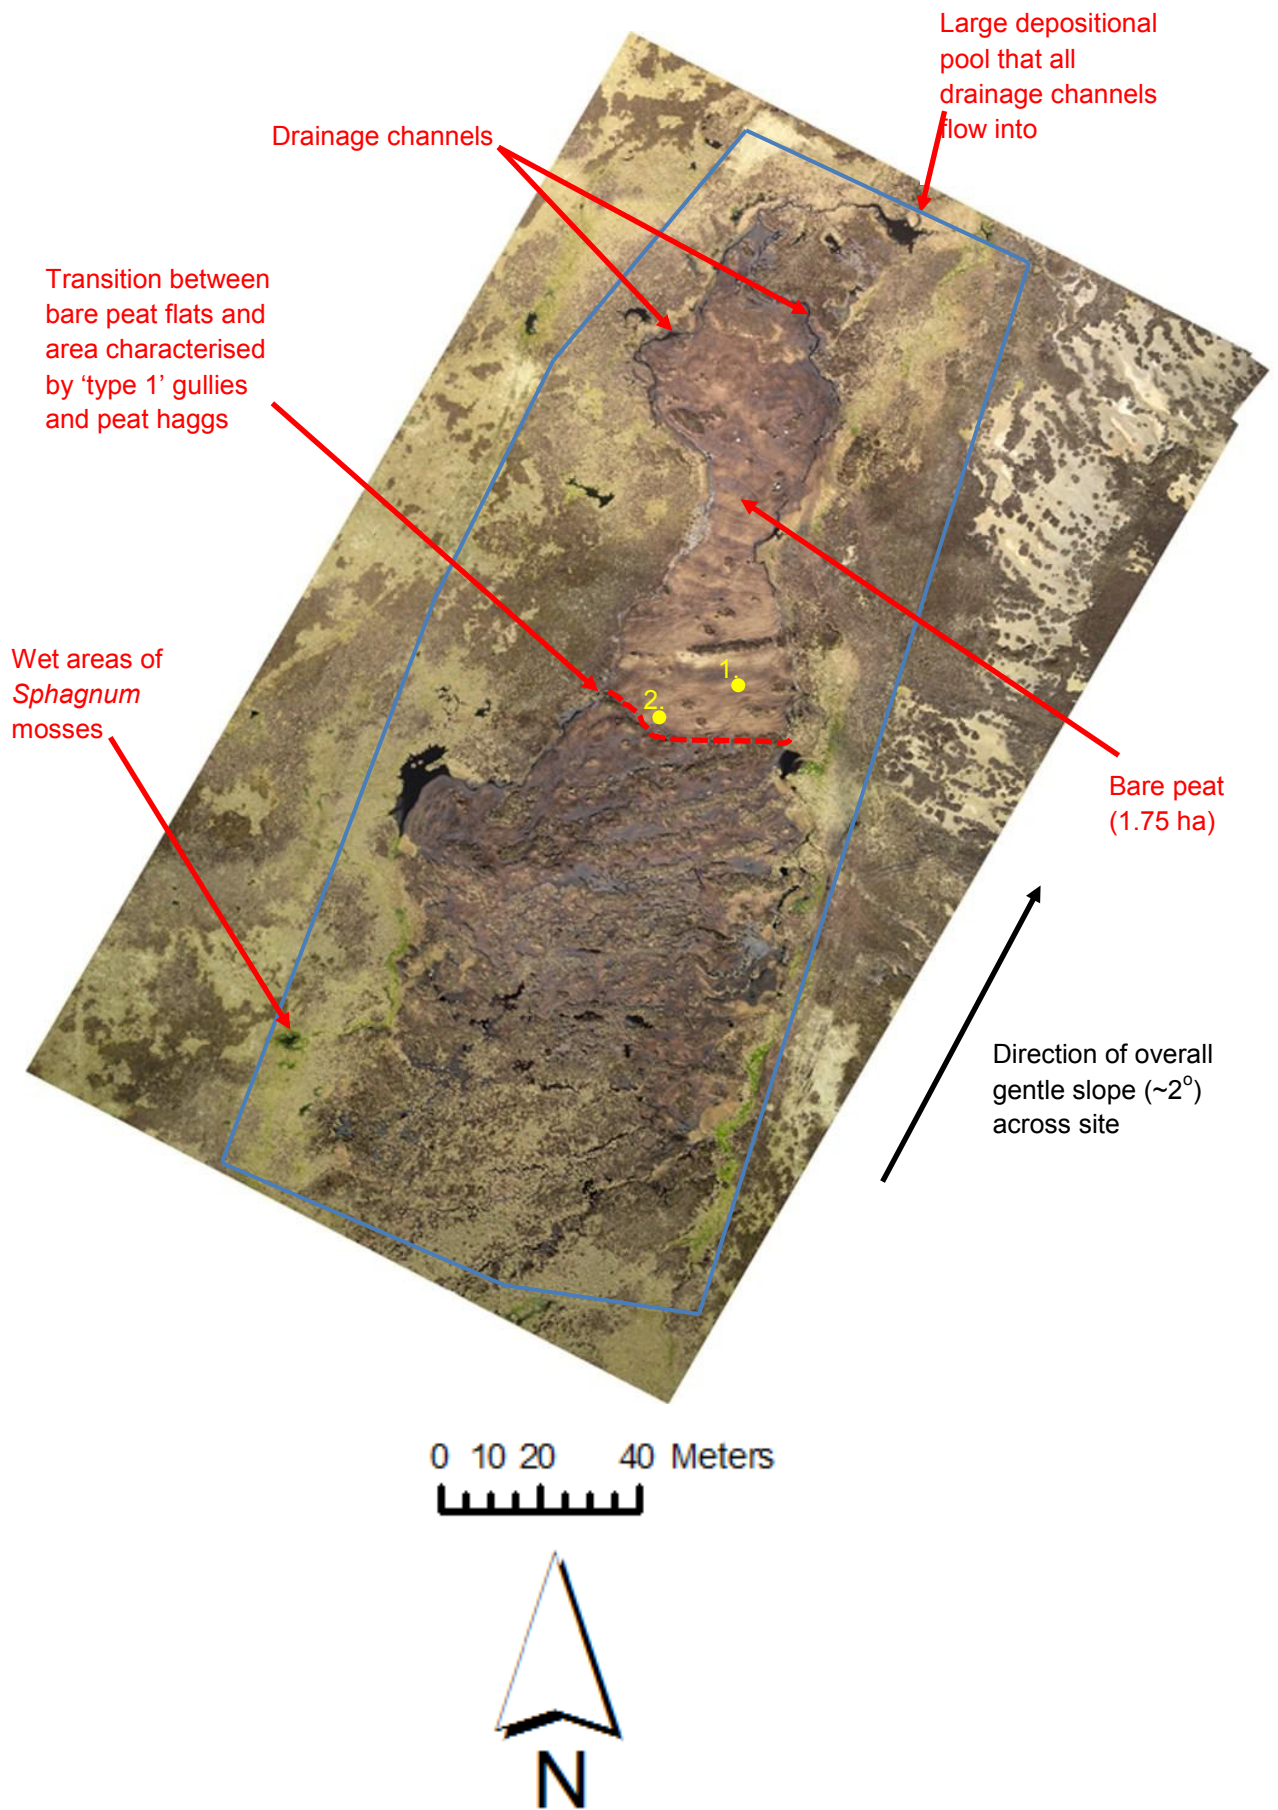 Large depositional
pool that all
drainage channels
flow into
Drainage channels
Transition between
bare peat flats and
area characterised
by ‘type 1’ gullies
and peat haggs
Wet areas of
Sphagnum
mosses
1.
2.
Bare peat
(1.75 ha)
Direction of overall
gentle slope (~2°)
across site
0 10 20 40 Meters
N